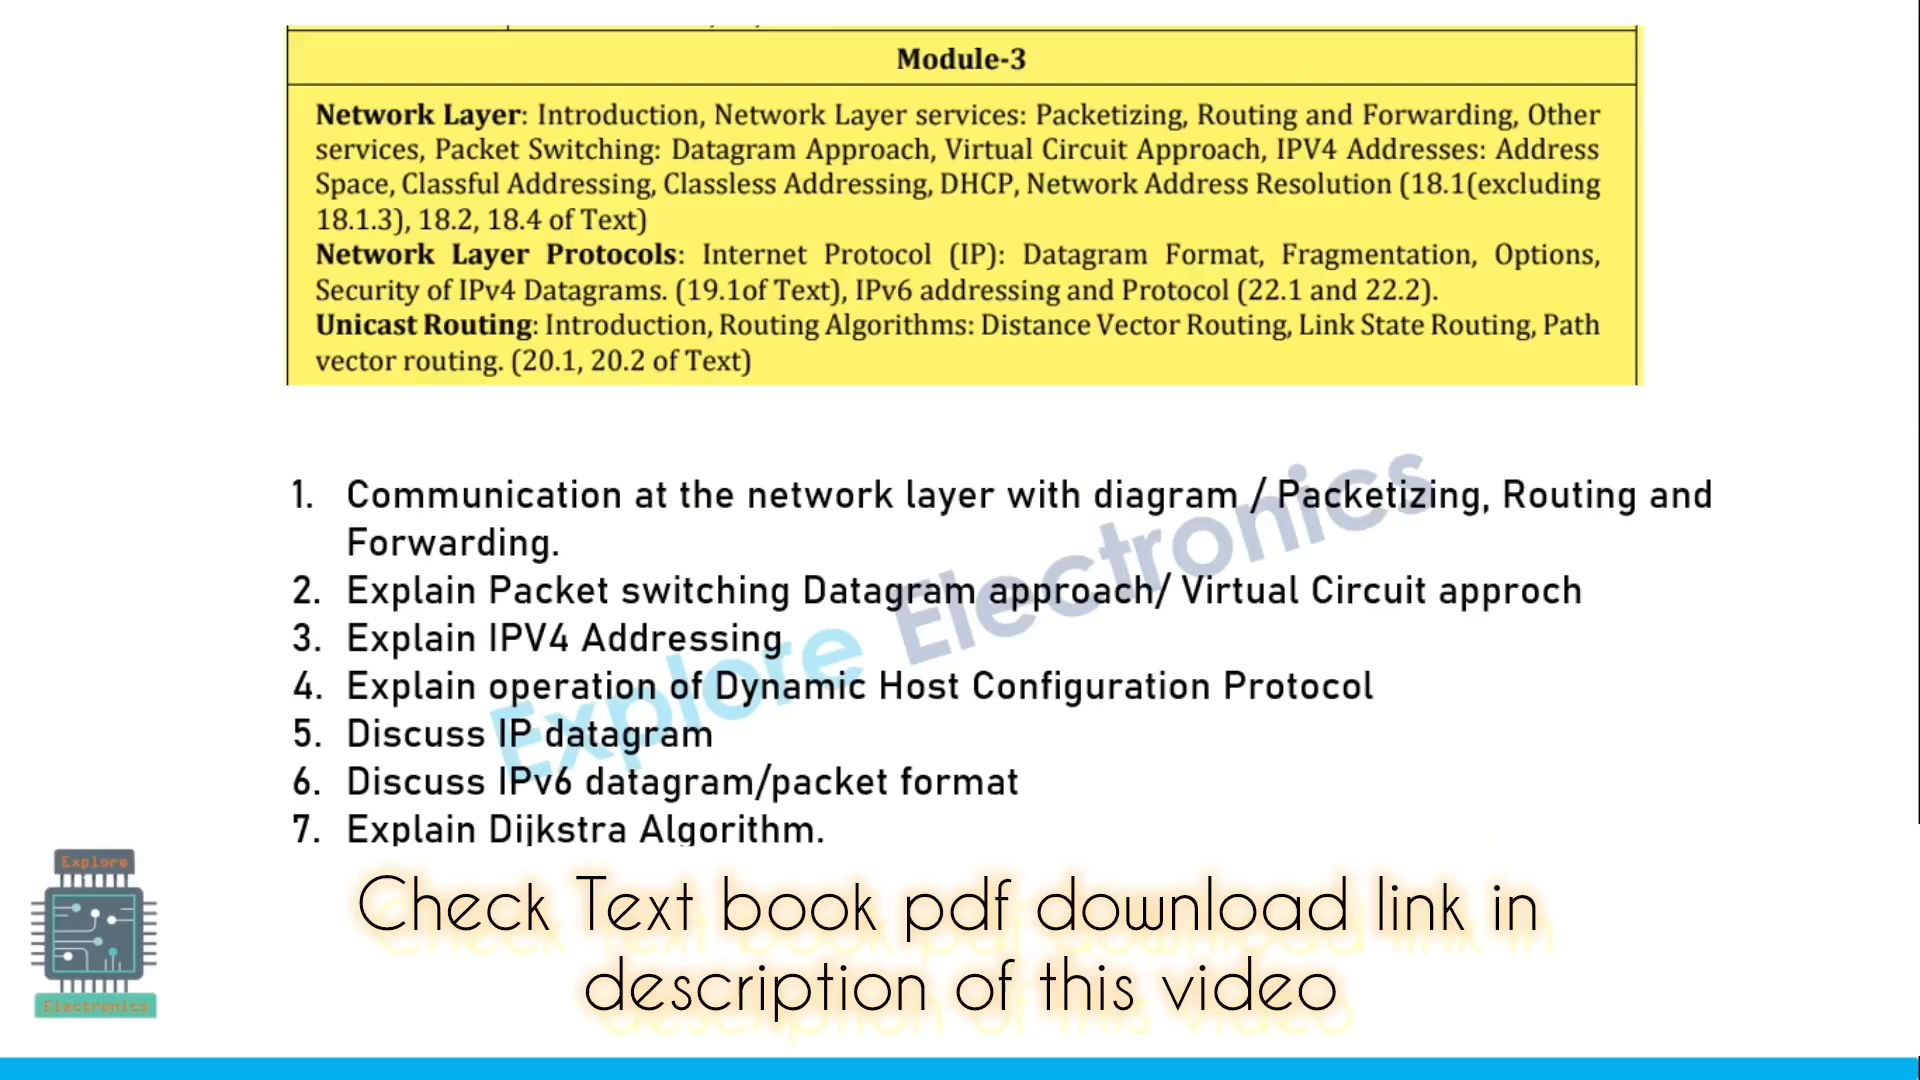 Module-3
Network Layer: Introduction, Network Layer services: Packetizing, Routing and Forwarding, Other
services, Packet Switching: Datagram Approach, Virtual Circuit Approach, IPV4 Addresses: Address
Space, Classful Addressing, Classless Addressing, DHCP, Network Address Resolution (18.1(excluding
18.1.3), 18.2, 18.4 of Text)
Network Layer Protocols: Internet Protocol (IP): Datagram Format, Fragmentation, Options,
Security of IPv4 Datagrams. (19.1of Text), IPv6 addressing and Protocol (22.1 and 22.2).
Unicast Routing: Introduction, Routing Algorithms: Distance Vector Routing, Link State Routing, Path
vector routing. (20.1, 20.2 of Text)
1. Communication at the network layer with diagram / Packetizing, Routing and
Forwarding.
2. Explain Packet switching Datagram approach/ Virtual Circuit approch
3. Explain IPV4 Addressing
4. Explain operation of Dynamic Host Configuration Protocol
5. Discuss IP datagram
6. Discuss IPv6 datagram/packet format
7. Explain Dijkstra Algorithm.
Explore Electronics
Explore
Electronics
Check Text book pdf download link in
description of this video